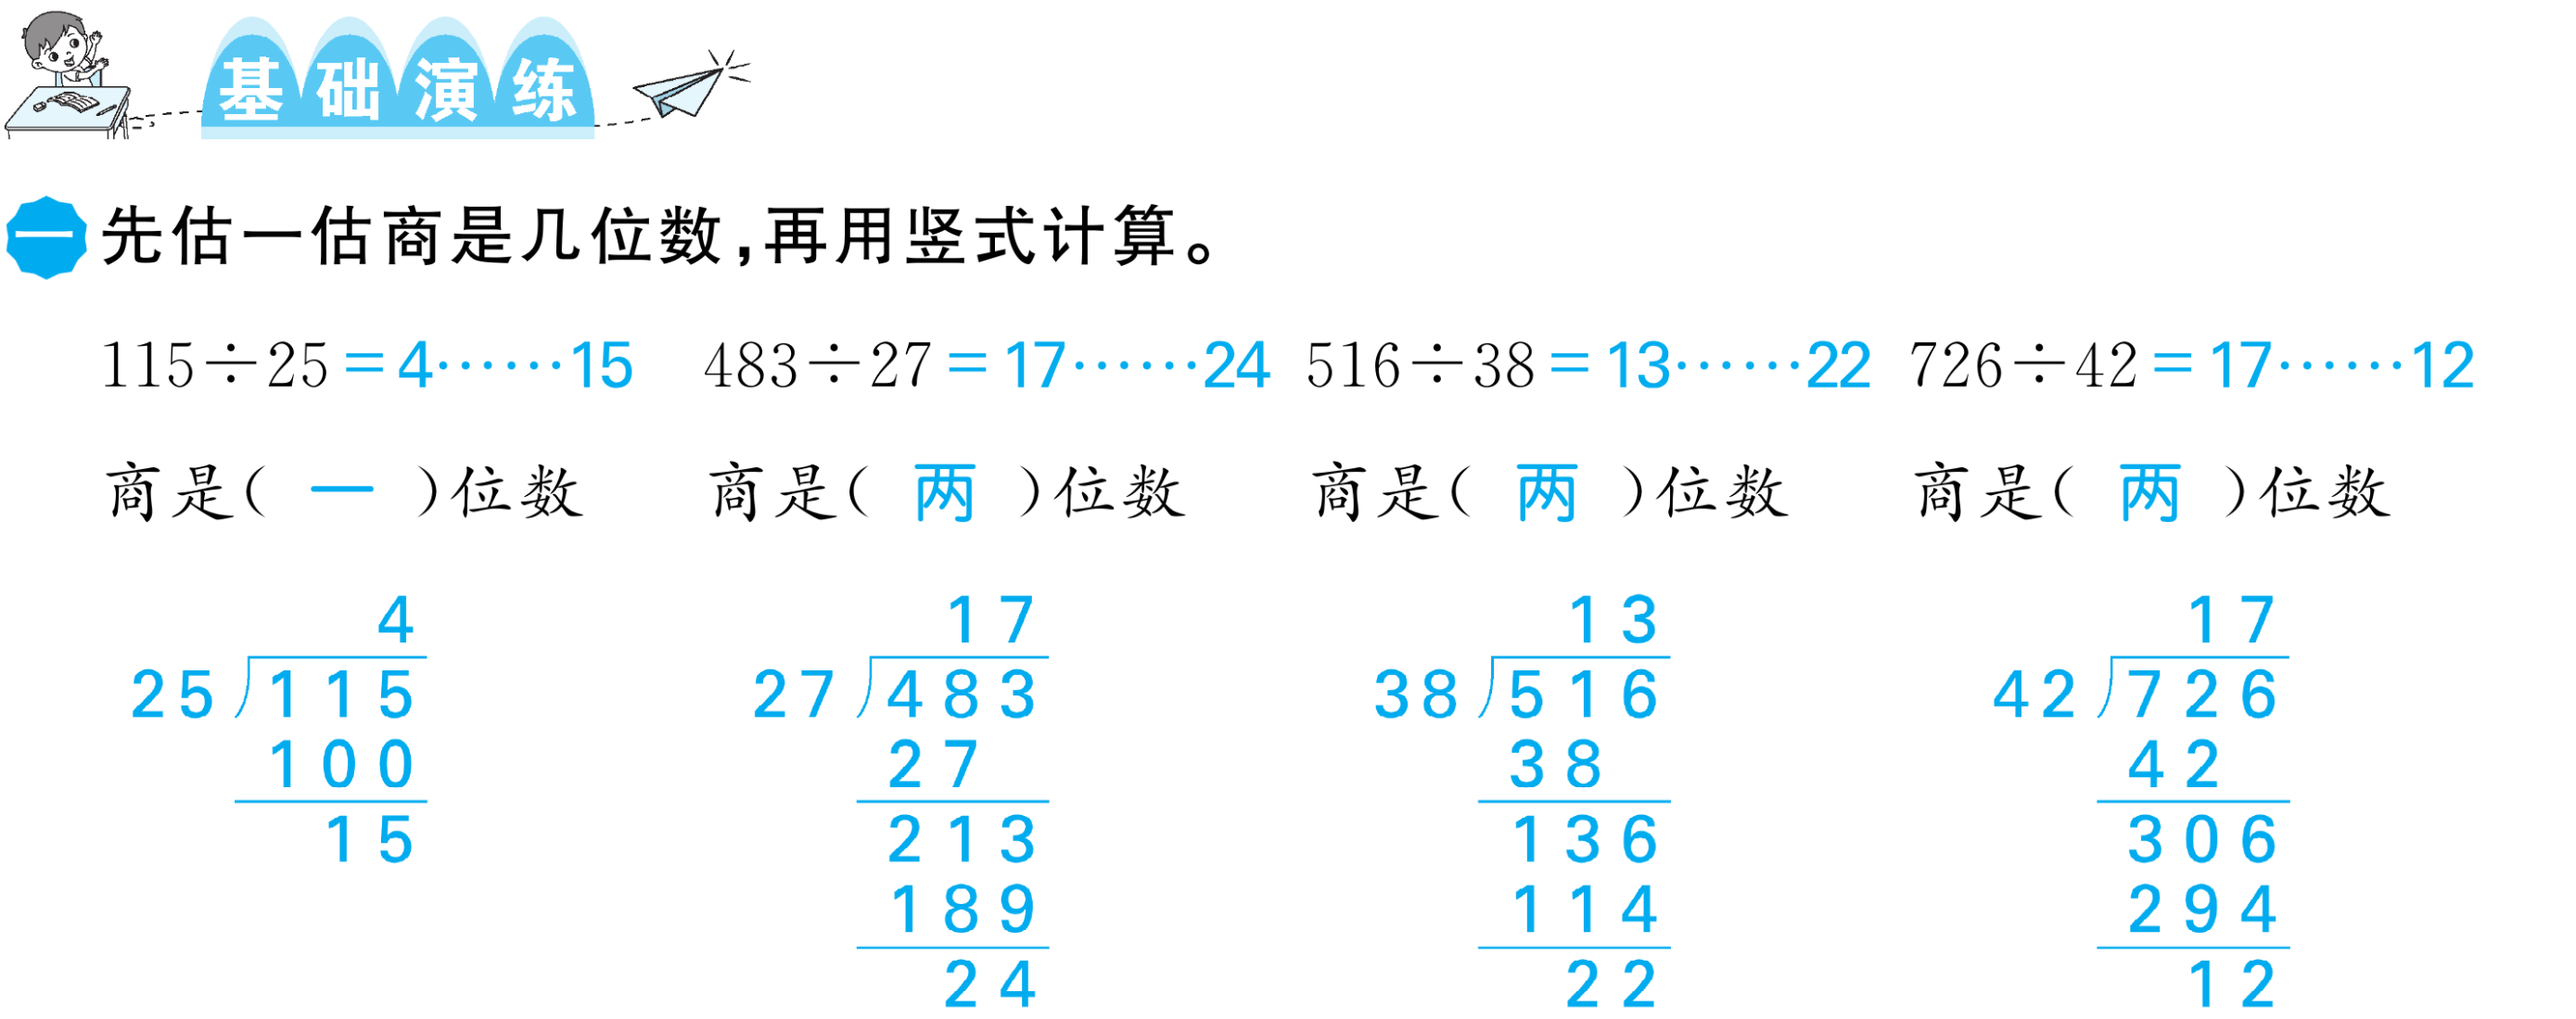 基础演练
一 先估一估商是几位数,再用竖式计算。
115÷25=4……15 483÷27=17……24 516÷38=13……22 726÷42=17……12
商是( 一 )位数 商是( 两 )位数 商是( 两 )位数 商是( 两 )位数
4 17 13 17
25 115 27 483 38 516 42 726
100 27 38 42
15 213 136 306
189 114 294
24 22 12